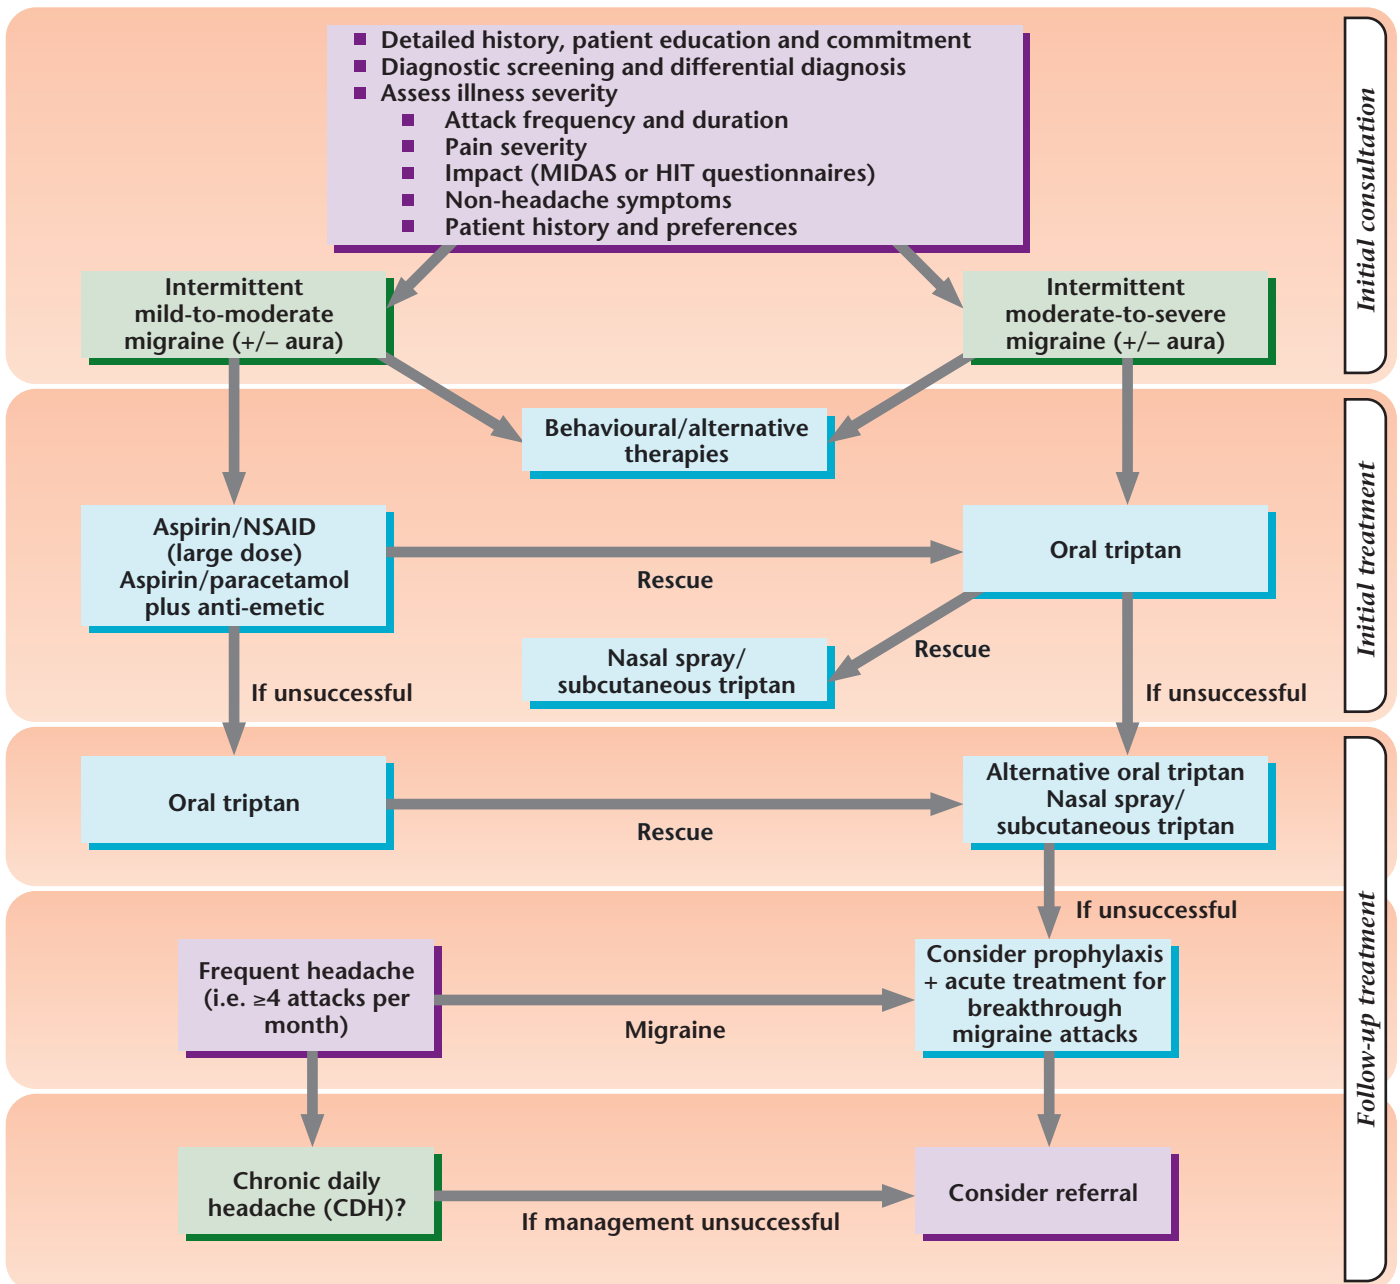 ■ Detailed history, patient education and commitment
■ Diagnostic screening and differential diagnosis
■ Assess illness severity
■ Attack frequency and duration
■ Pain severity
■ Impact (MIDAS or HIT questionnaires)
■ Non-headache symptoms
■ Patient history and preferences
Initial consultation
Intermittent
mild-to-moderate
migraine (+/– aura)
Intermittent
moderate-to-severe
migraine (+/– aura)
Behavioural/alternative
therapies
Initial treatment
Aspirin/NSAID
(large dose)
Aspirin/paracetamol
plus anti-emetic
Rescue
Oral triptan
Rescue
Nasal spray/
subcutaneous triptan
If unsuccessful
If unsuccessful
Oral triptan
Rescue
Alternative oral triptan
Nasal spray/
subcutaneous triptan
Follow-up treatment
If unsuccessful
Frequent headache
(i.e. ≥4 attacks per
month)
Migraine
Consider prophylaxis
+ acute treatment for
breakthrough
migraine attacks
Chronic daily
headache (CDH)?
If management unsuccessful
Consider referral